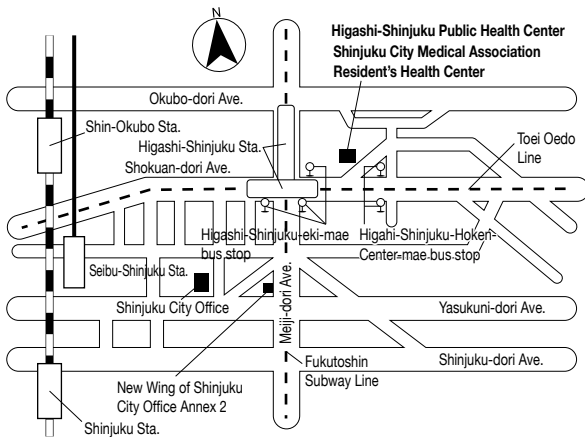 N
Higashi-Shinjuku Public Health Center
Shinjuku City Medical Association
Resident's Health Center
Okubo-dori Ave.
Shin-Okubo Sta.
Higashi-Shinjuku Sta.
Toei Oedo
Line
Shokuan-dori Ave.
Higashi-Shinjuku-eki-mae
bus stop
Higahi-Shinjuku-Hoken-
Center-mae bus stop
Seibu-Shinjuku Sta.
Shinjuku City Office
Meiji-dori Ave.
Yasukuni-dori Ave.
Shinjuku-dori Ave.
Fukutoshin
Subway Line
New Wing of Shinjuku
City Office Annex 2
Shinjuku Sta.